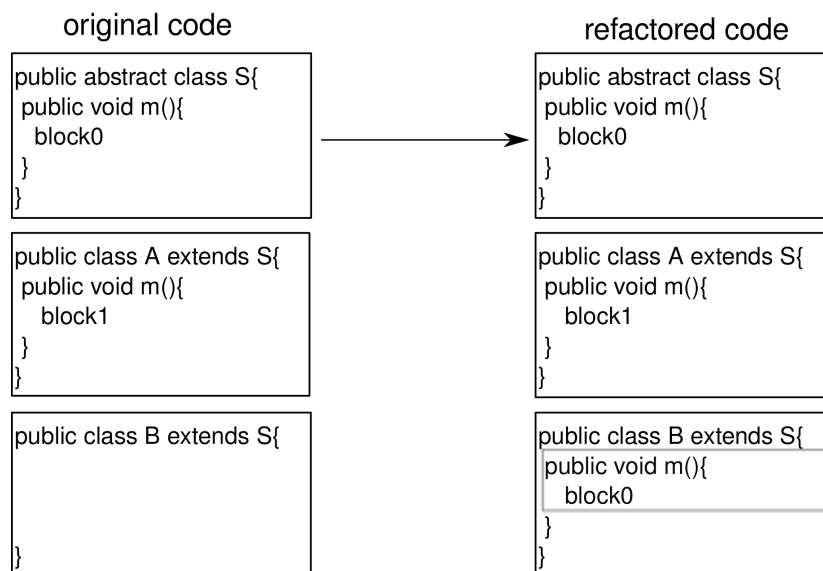 original code
public abstract class S{
public void m(){
block0
}
}
public class A extends S{
public void m(){
block1
}
}
public class B extends S{
}
refactored code
public abstract class S{
public void m(){
block0
}
}
public class A extends S{
public void m(){
block1
}
}
public class B extends S{
public void m(){
block0
}
}